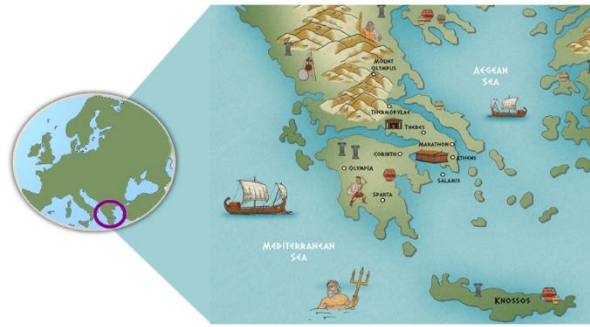 MOUNT
OLYMPUS
AEGEAN
SEA
THERMOPYLAE
THEBES
MARATHON
CORINTH
ATHENS
OLYMPIA
SALAMIS
SPARTA
MEDITERRANEAN
SEA
KNOSSOS